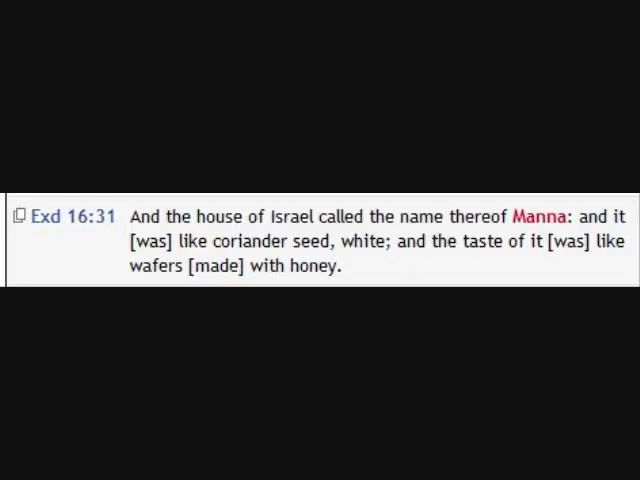 Exd 16:31 And the house of Israel called the name thereof Manna: and it
[was] like coriander seed, white; and the taste of it [was] like
wafers [made] with honey.